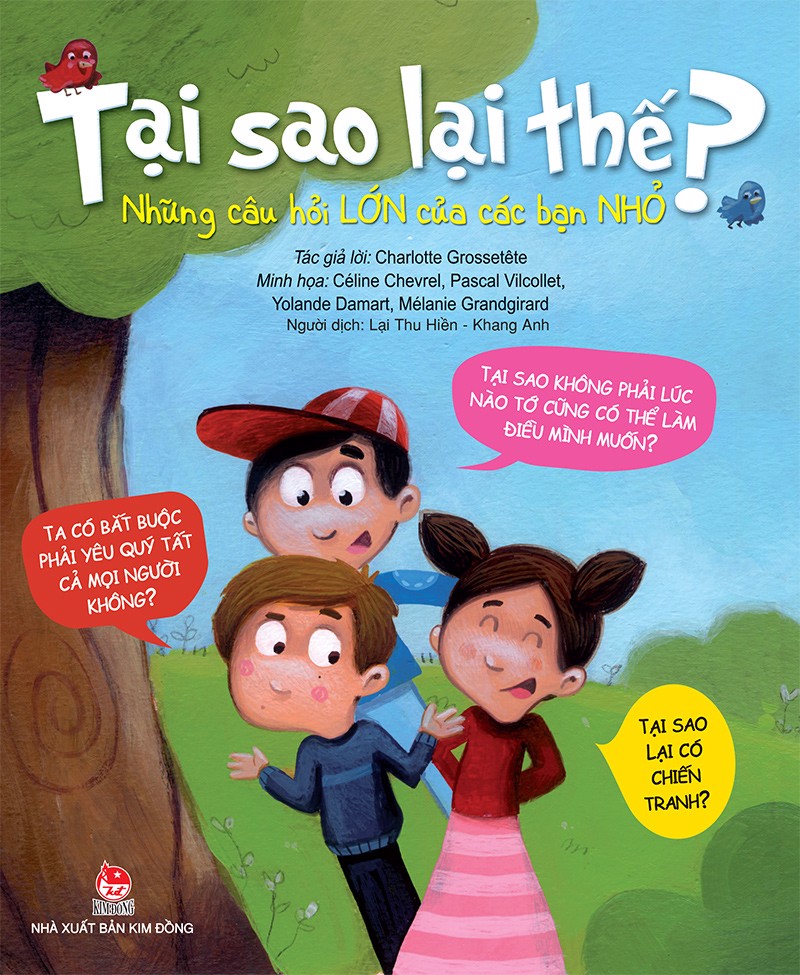 Tại sao lại thế?
Những câu hỏi LỚN của các bạn NHỎ
Tác giả lời: Charlotte Grossetête
Minh họa: Céline Chevrel, Pascal Vilcollet,
Yolande Damart, Mélanie Grandgirard
Người dịch: Lại Thu Hiền - Khang Anh
TẠI SAO KHÔNG PHẢI LÚC
NÀO TỚ CŨNG CÓ THỂ LÀM
ĐIỀU MÌNH MUỐN?
TA CÓ BẮT BUỘC
PHẢI YÊU QUÝ TẤT
CẢ MỌI NGƯỜI
KHÔNG?
TẠI SAO
LẠI CÓ
CHIẾN
TRANH?
KIM ĐỒNG
NHÀ XUẤT BẢN KIM ĐỒNG